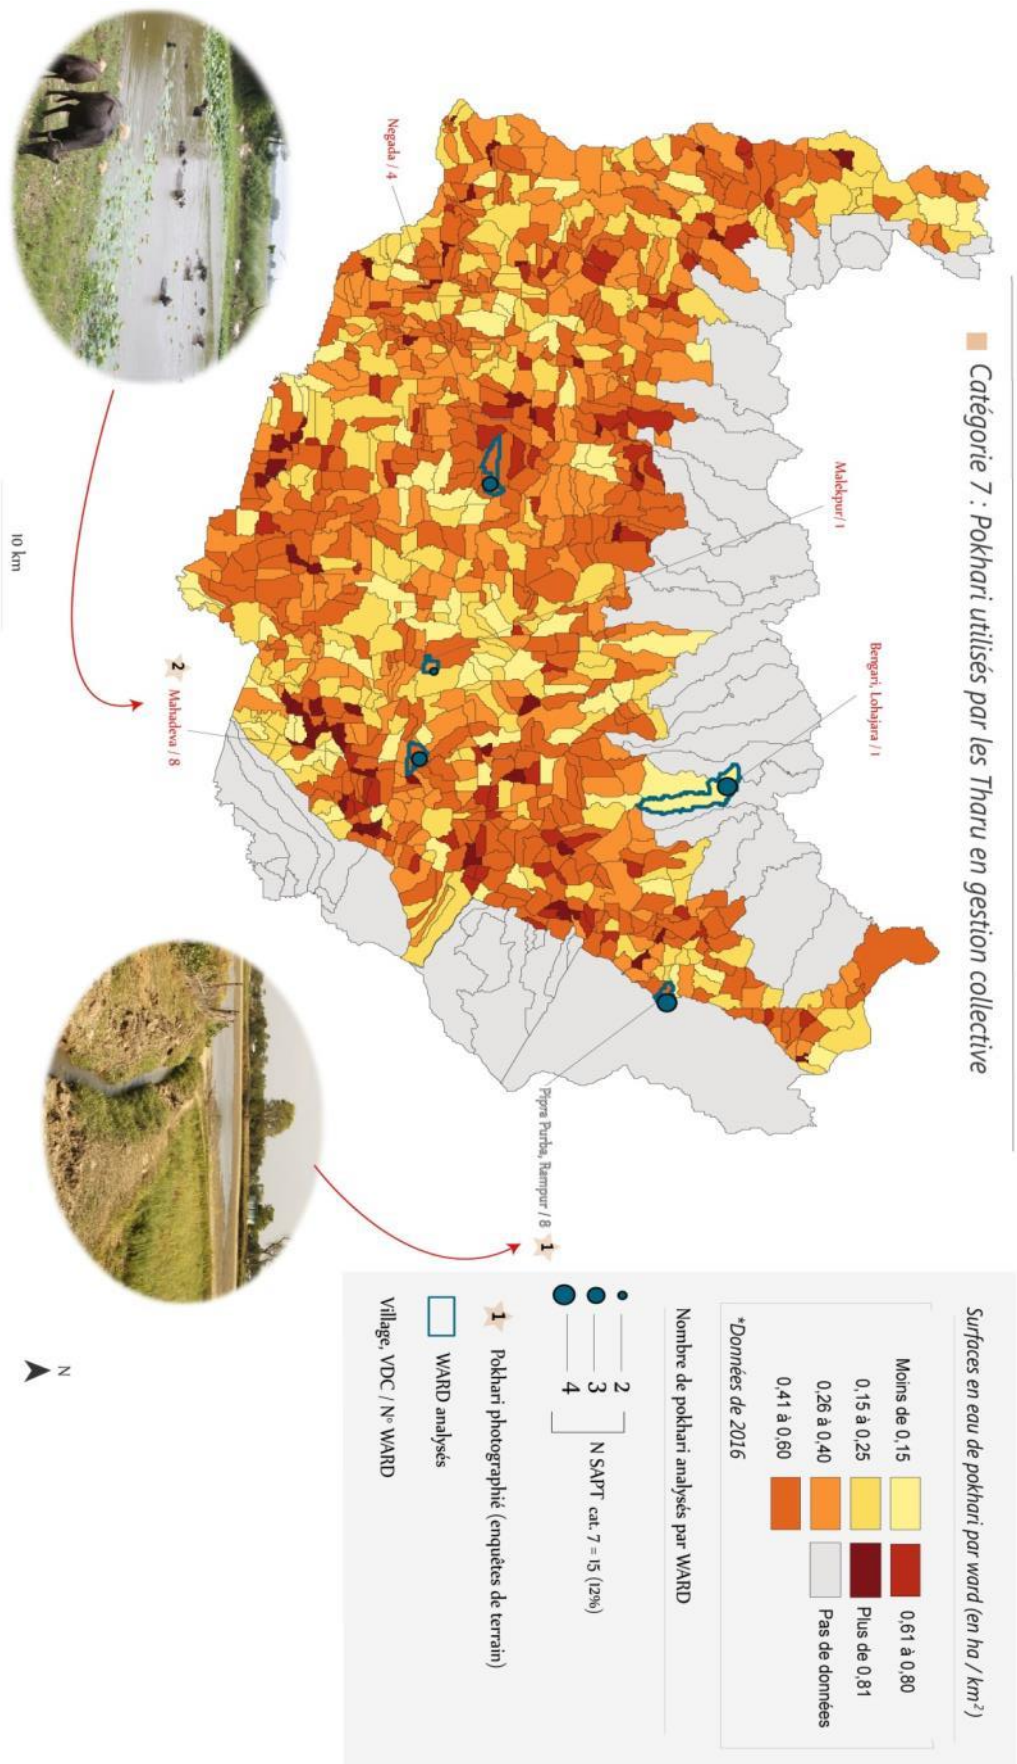 Catégorie 7 : Pokhari utilisés par les Tharu en gestion collective
Negada / 4
Malekpur/ 1
Bengari, Lohajara / 1
2
Mahadeva / 8
Pipra Purba, Rampur / 8
1
10 km
N
Surfaces en eau de pokhari par ward (en ha / km²)
Moins de 0,15
0,15 à 0,25
0,26 à 0,40
0,41 à 0,60
0,61 à 0,80
Plus de 0,81
Pas de données
*Données de 2016
Nombre de pokhari analysés par WARD
2
3
4
N SAPT cat. 7 = 15 (12%)
1
Pokhari photographié (enquêtes de terrain)
WARD analysés
Village, VDC / N° WARD